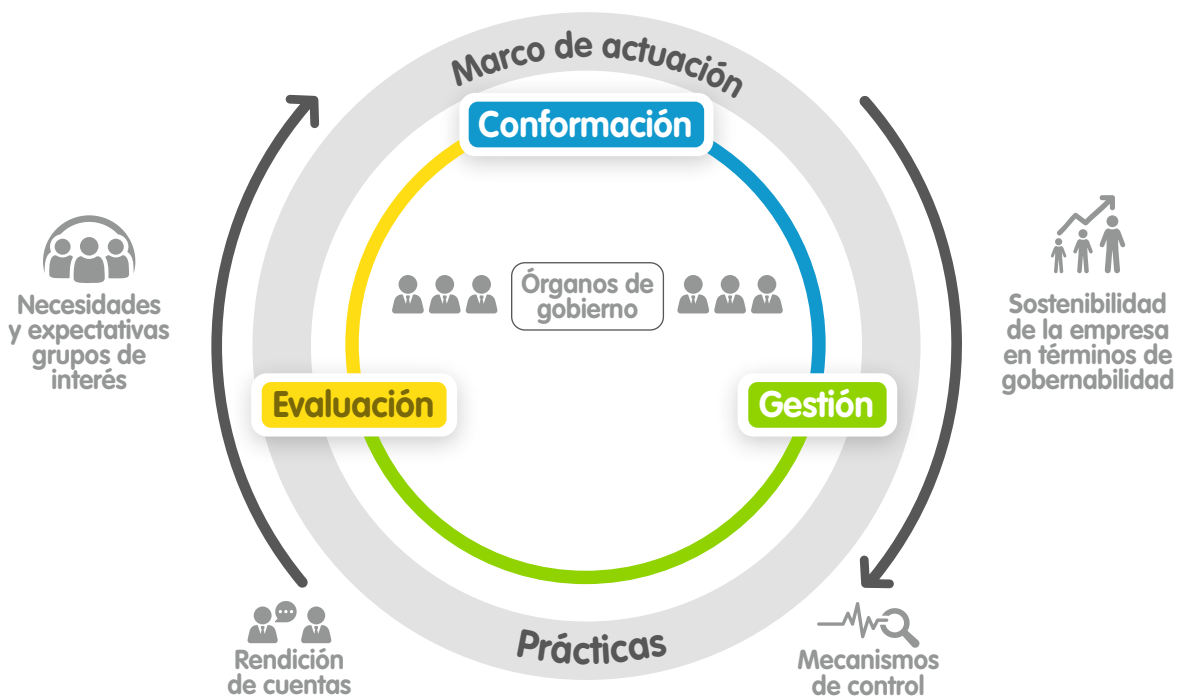 Marco de actuación
Conformación
Órganos de
gobierno
Necesidades
y expectativas
grupos de
interés
Sostenibilidad
de la empresa
en términos de
gobernabilidad
Evaluación
Gestión
Prácticas
Rendición
de cuentas
Mecanismos
de control